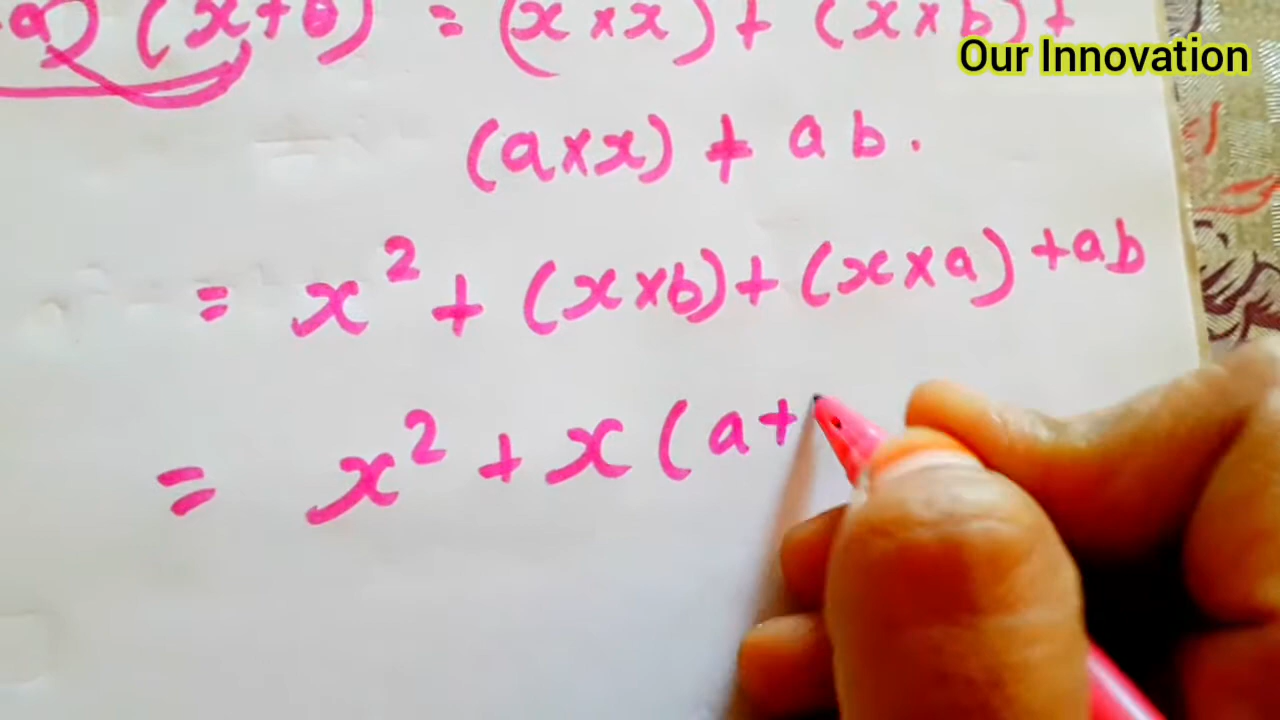 a) (x+b) = (x×x) + (x×b) +
Our Innovation
(a×x) + ab.
= x² + (x×b) + (x×a) + ab
= x² + x (a+